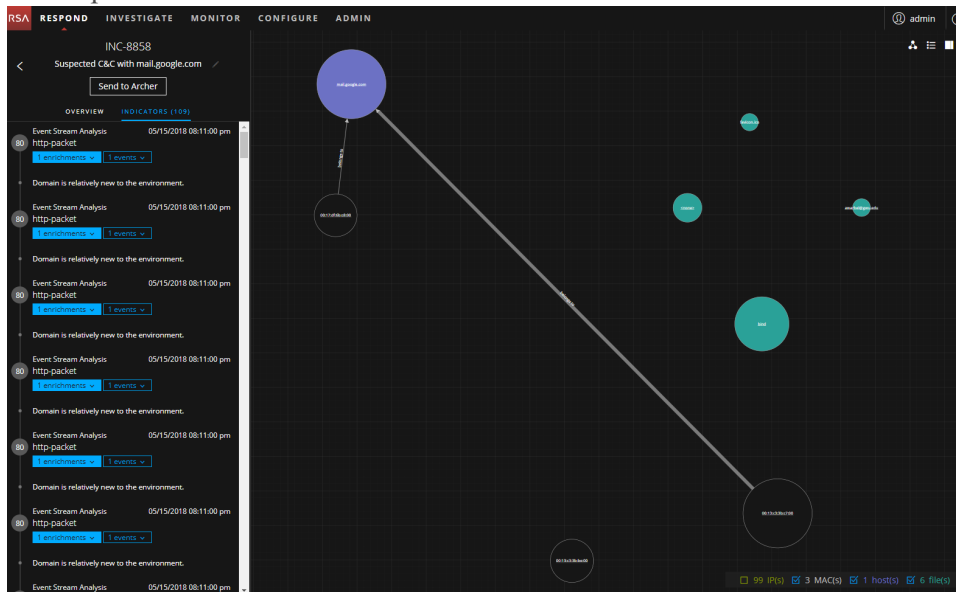 RSA RESPOND INVESTIGATE MONITOR CONFIGURE ADMIN admin
INC-8858
Suspected C&C with mail.google.com
Send to Archer
OVERVIEW INDICATORS (109)
Event Stream Analysis 05/15/2018 08:11:00 pm
80 http-packet
1 enrichments 1 events
Domain is relatively new to the environment.
Event Stream Analysis 05/15/2018 08:11:00 pm
80 http-packet
1 enrichments 1 events
Domain is relatively new to the environment.
Event Stream Analysis 05/15/2018 08:11:00 pm
80 http-packet
1 enrichments 1 events
Domain is relatively new to the environment.
Event Stream Analysis 05/15/2018 08:11:00 pm
80 http-packet
1 enrichments 1 events
Domain is relatively new to the environment.
Event Stream Analysis 05/15/2018 08:11:00 pm
80 http-packet
1 enrichments 1 events
Domain is relatively new to the environment.
Event Stream Analysis 05/15/2018 08:11:00 pm
80 http-packet
1 enrichments 1 events
Domain is relatively new to the environment.
Event Stream Analysis 05/15/2018 08:11:00 pm
mail.google.com
belongs to
belongs to
99 IP(s) 3 MAC(s) 1 host(s) 6 file(s)